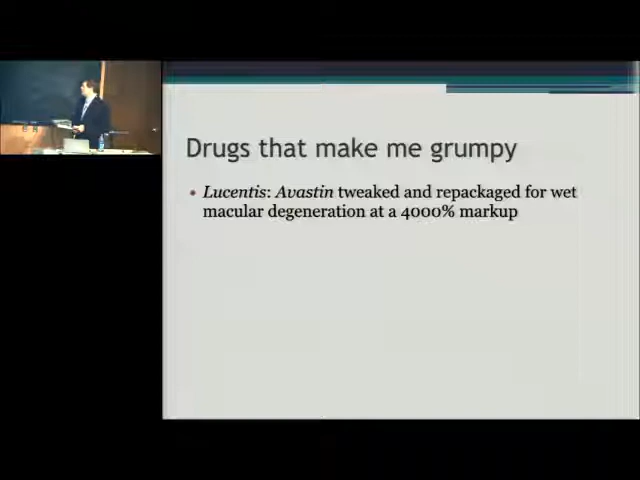 Drugs that make me grumpy
• Lucentis: Avastin tweaked and repackaged for wet
macular degeneration at a 4000% markup